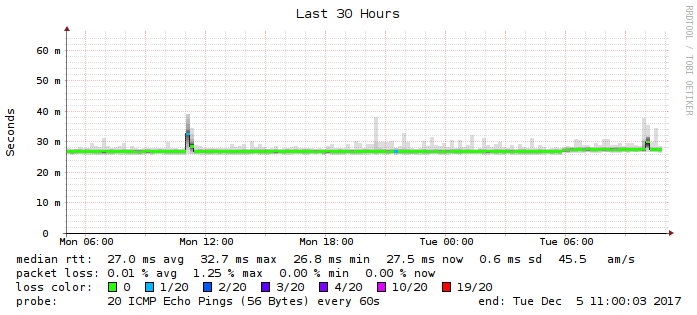 Last 30 Hours
RRDTOOL / TOBI OETIKER
Seconds
60 m
50 m
40 m
30 m
20 m
10 m
0
Mon 06:00 Mon 12:00 Mon 18:00 Tue 00:00 Tue 06:00
median rtt: 27.0 ms avg 32.7 ms max 26.8 ms min 27.5 ms now 0.6 ms sd 45.5 am/s
packet loss: 0.01 % avg 1.25 % max 0.00 % min 0.00 % now
loss color: 0 1/20 2/20 3/20 4/20 10/20 19/20
probe: 20 ICMP Echo Pings (56 Bytes) every 60s end: Tue Dec 5 11:00:03 2017